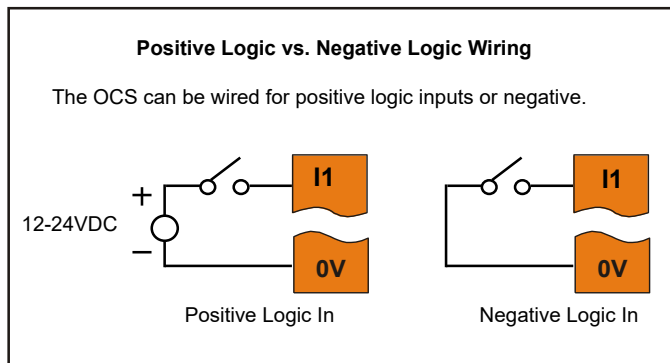 Positive Logic vs. Negative Logic Wiring
The OCS can be wired for positive logic inputs or negative.
I1
I1
+
12-24VDC
–
0V
0V
Positive Logic In
Negative Logic In